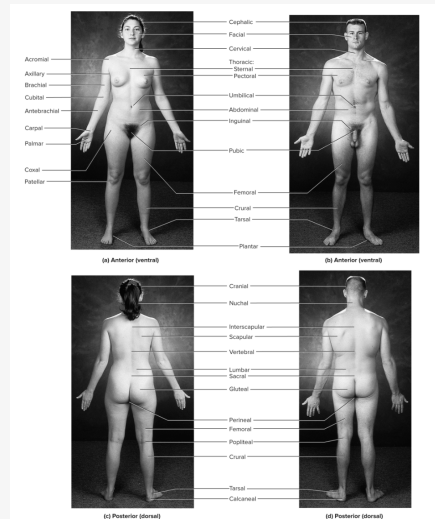 Cephalic
Facial
Cervical
Acromial
Axillary
Brachial
Cubital
Antebrachial
Carpal
Palmar
Coxal
Patellar
Thoracic:
Sternal
Pectoral
Umbilical
Abdominal
Inguinal
Pubic
Femoral
Crural
Tarsal
Plantar
(a) Anterior (ventral)
(b) Anterior (ventral)
Cranial
Nuchal
Interscapular
Scapular
Vertebral
Lumbar
Sacral
Gluteal
Perineal
Femoral
Popliteal
Crural
Tarsal
Calcaneal
(c) Posterior (dorsal)
(d) Posterior (dorsal)